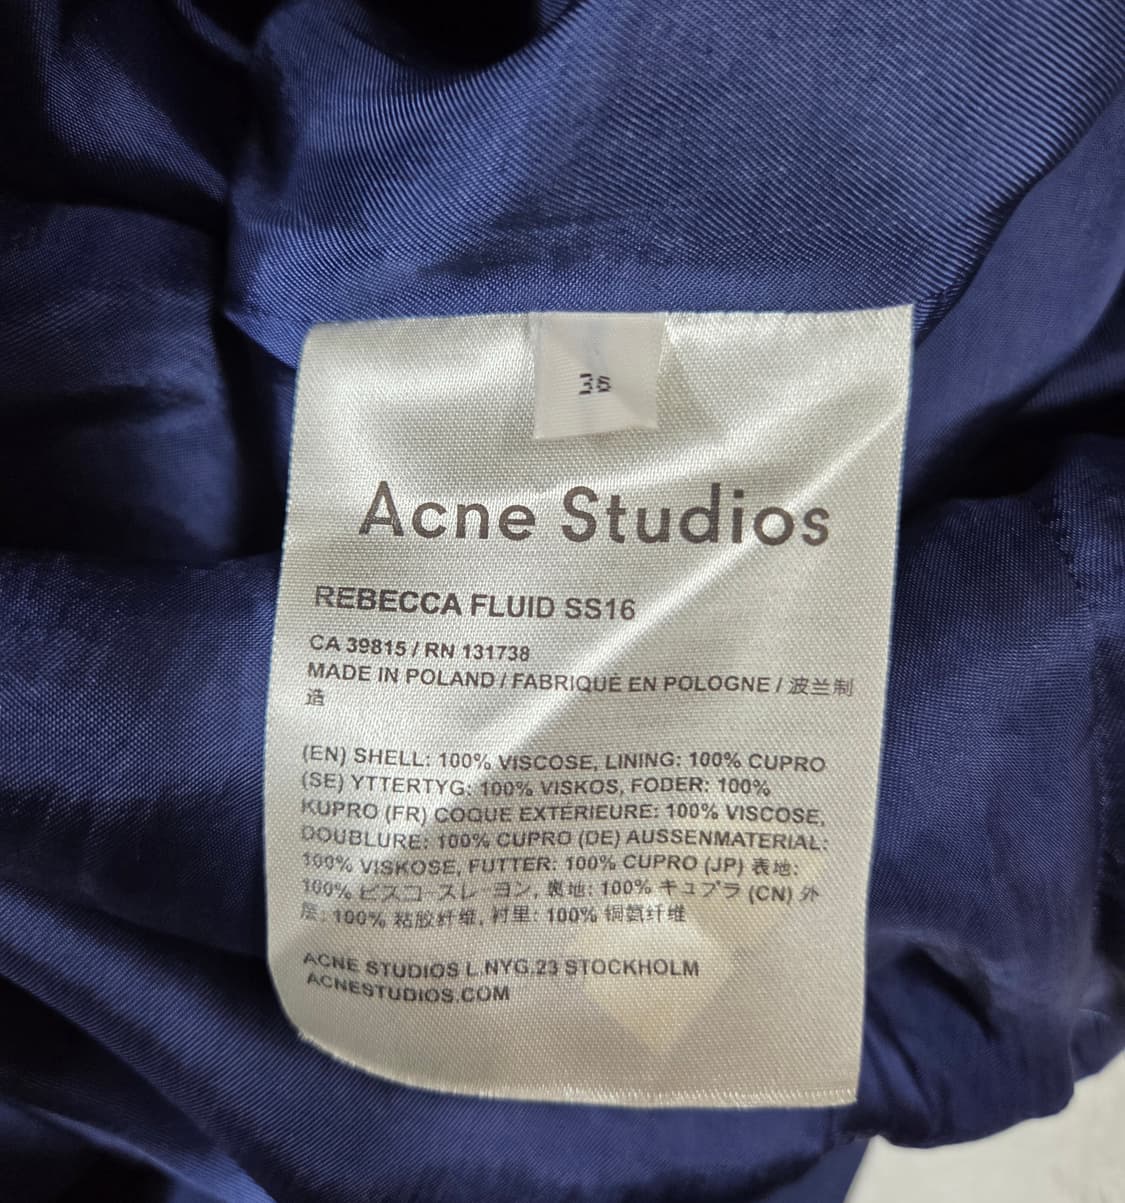 36
Acne Studios
REBECCA FLUID SS16
CA 39815 / RN 131738
MADE IN POLAND / FABRIQUÉ EN POLOGNE / 波兰制
造
(EN) SHELL: 100% VISCOSE, LINING: 100% CUPRO
(SE) YTTERTYG: 100% VISKOS, FODER: 100%
KUPRO (FR) COQUE EXTÉRIEURE: 100% VISCOSE,
DOUBLURE: 100% CUPRO (DE) AUSSENMATERIAL:
100% VISKOSE, FUTTER: 100% CUPRO (JP) 表地:
100% ビスコースレーヨン, 裏地: 100% キュプラ (CN) 外
层: 100% 粘胶纤维, 衬里: 100% 铜氨纤维
ACNE STUDIOS L.NYG.23 STOCKHOLM
ACNESTUDIOS.COM